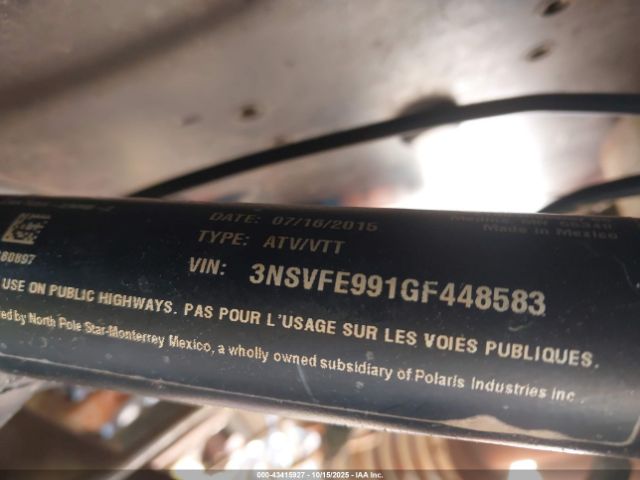 DATE: 07/16/2015
Made in Mexico
TYPE: ATV/VTT
VIN: 3NSVFE991GF448583
USE ON PUBLIC HIGHWAYS. PAS POUR L'USAGE SUR LES VOIES PUBLIQUES.
red by North Pole Star-Monterrey Mexico, a wholly owned subsidiary of Polaris Industries Inc.
000-43415927 - 10/15/2025 - IAA Inc.